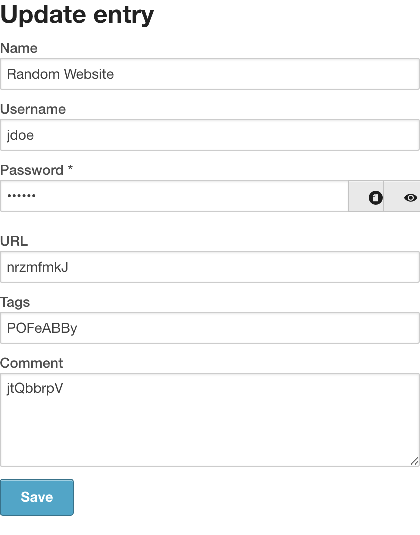 Update entry
Name
Random Website
Username
jdoe
Password *
••••••
URL
nrzmfmkJ
Tags
POFeABBy
Comment
jtQbbrpV
Save